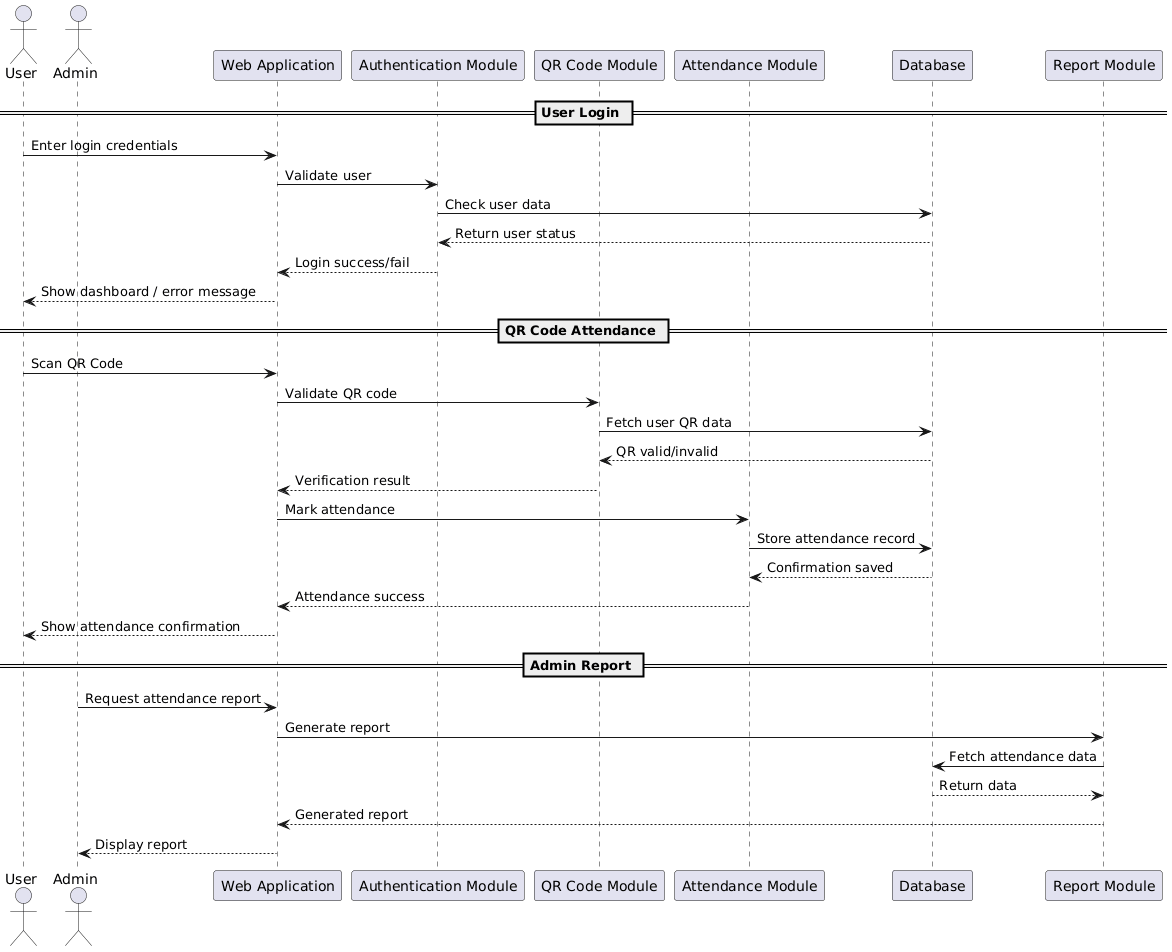 User Admin
Web Application Authentication Module QR Code Module Attendance Module Database Report Module
User Login
Enter login credentials
Validate user
Check user data
Return user status
Login success/fail
Show dashboard / error message
QR Code Attendance
Scan QR Code
Validate QR code
Fetch user QR data
QR valid/invalid
Verification result
Mark attendance
Store attendance record
Confirmation saved
Attendance success
Show attendance confirmation
Admin Report
Request attendance report
Generate report
Fetch attendance data
Return data
Generated report
Display report
User Admin
Web Application Authentication Module QR Code Module Attendance Module Database Report Module